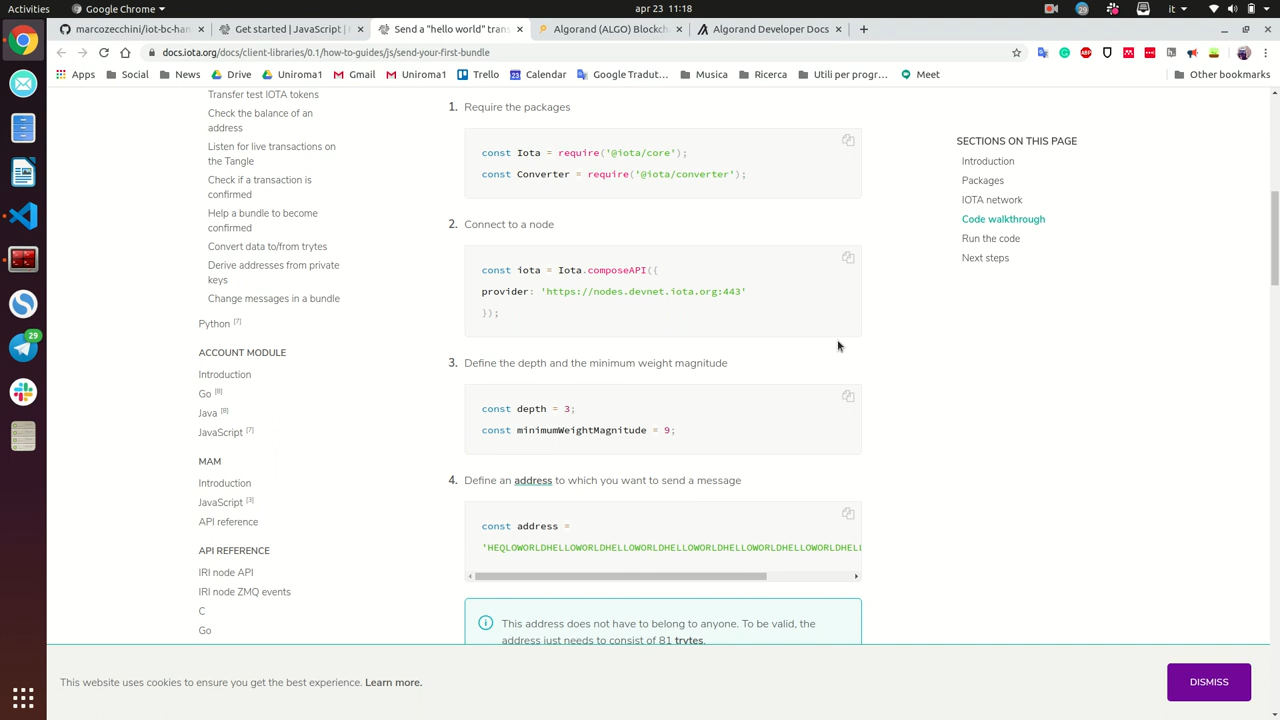 Activities
Google Chrome
apr 23 11:18
29
it
marcozecchini/iot-bc-han
Get started | JavaScript | H
Send a "hello world" trans
Algorand (ALGO) Blockcha
Algorand Developer Docs
docs.iota.org/docs/client-libraries/0.1/how-to-guides/js/send-your-first-bundle
Apps
Social
News
Drive
Uniroma1
Gmail
Uniroma1
Trello
Calendar
Google Tradut...
Musica
Ricerca
Utili per progr...
Meet
Other bookmarks
29
Transfer test IOTA tokens
Check the balance of an
address
Listen for live transactions on
the Tangle
Check if a transaction is
confirmed
Help a bundle to become
confirmed
Convert data to/from trytes
Derive addresses from private
keys
Change messages in a bundle
Python [7]
ACCOUNT MODULE
Introduction
Go [8]
Java [8]
JavaScript [7]
MAM
Introduction
JavaScript [3]
API reference
API REFERENCE
IRI node API
IRI node ZMQ events
C
Go
1. Require the packages
const Iota = require('@iota/core');
const Converter = require('@iota/converter');
2. Connect to a node
const iota = Iota.composeAPI({
provider: 'https://nodes.devnet.iota.org:443'
});
3. Define the depth and the minimum weight magnitude
const depth = 3;
const minimumWeightMagnitude = 9;
4. Define an address to which you want to send a message
const address =
'HEQLOWORLDHELLOWORLDHELLOWORLDHELLOWORLDHELLOWORLDHELLOWORLDHELL
This address does not have to belong to anyone. To be valid, the
address just needs to consist of 81 trytes.
SECTIONS ON THIS PAGE
Introduction
Packages
IOTA network
Code walkthrough
Run the code
Next steps
This website uses cookies to ensure you get the best experience. Learn more.
DISMISS